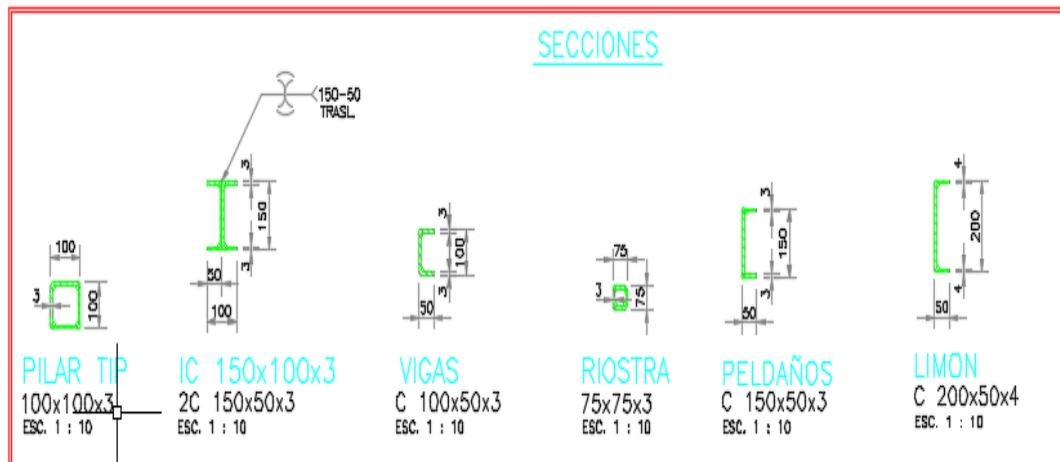 SECCIONES
150-50
TRASL.
3
150
3
50
100
100
3
100
3
100
3
50
75
3
75
3
150
3
50
4
200
4
50
PILAR TIP
100x100x3
ESC. 1 : 10
IC 150x100x3
2C 150x50x3
ESC. 1 : 10
VIGAS
C 100x50x3
ESC. 1 : 10
RIOSTRA
75x75x3
ESC. 1 : 10
PELDAÑOS
C 150x50x3
ESC. 1 : 10
LIMON
C 200x50x4
ESC. 1 : 10